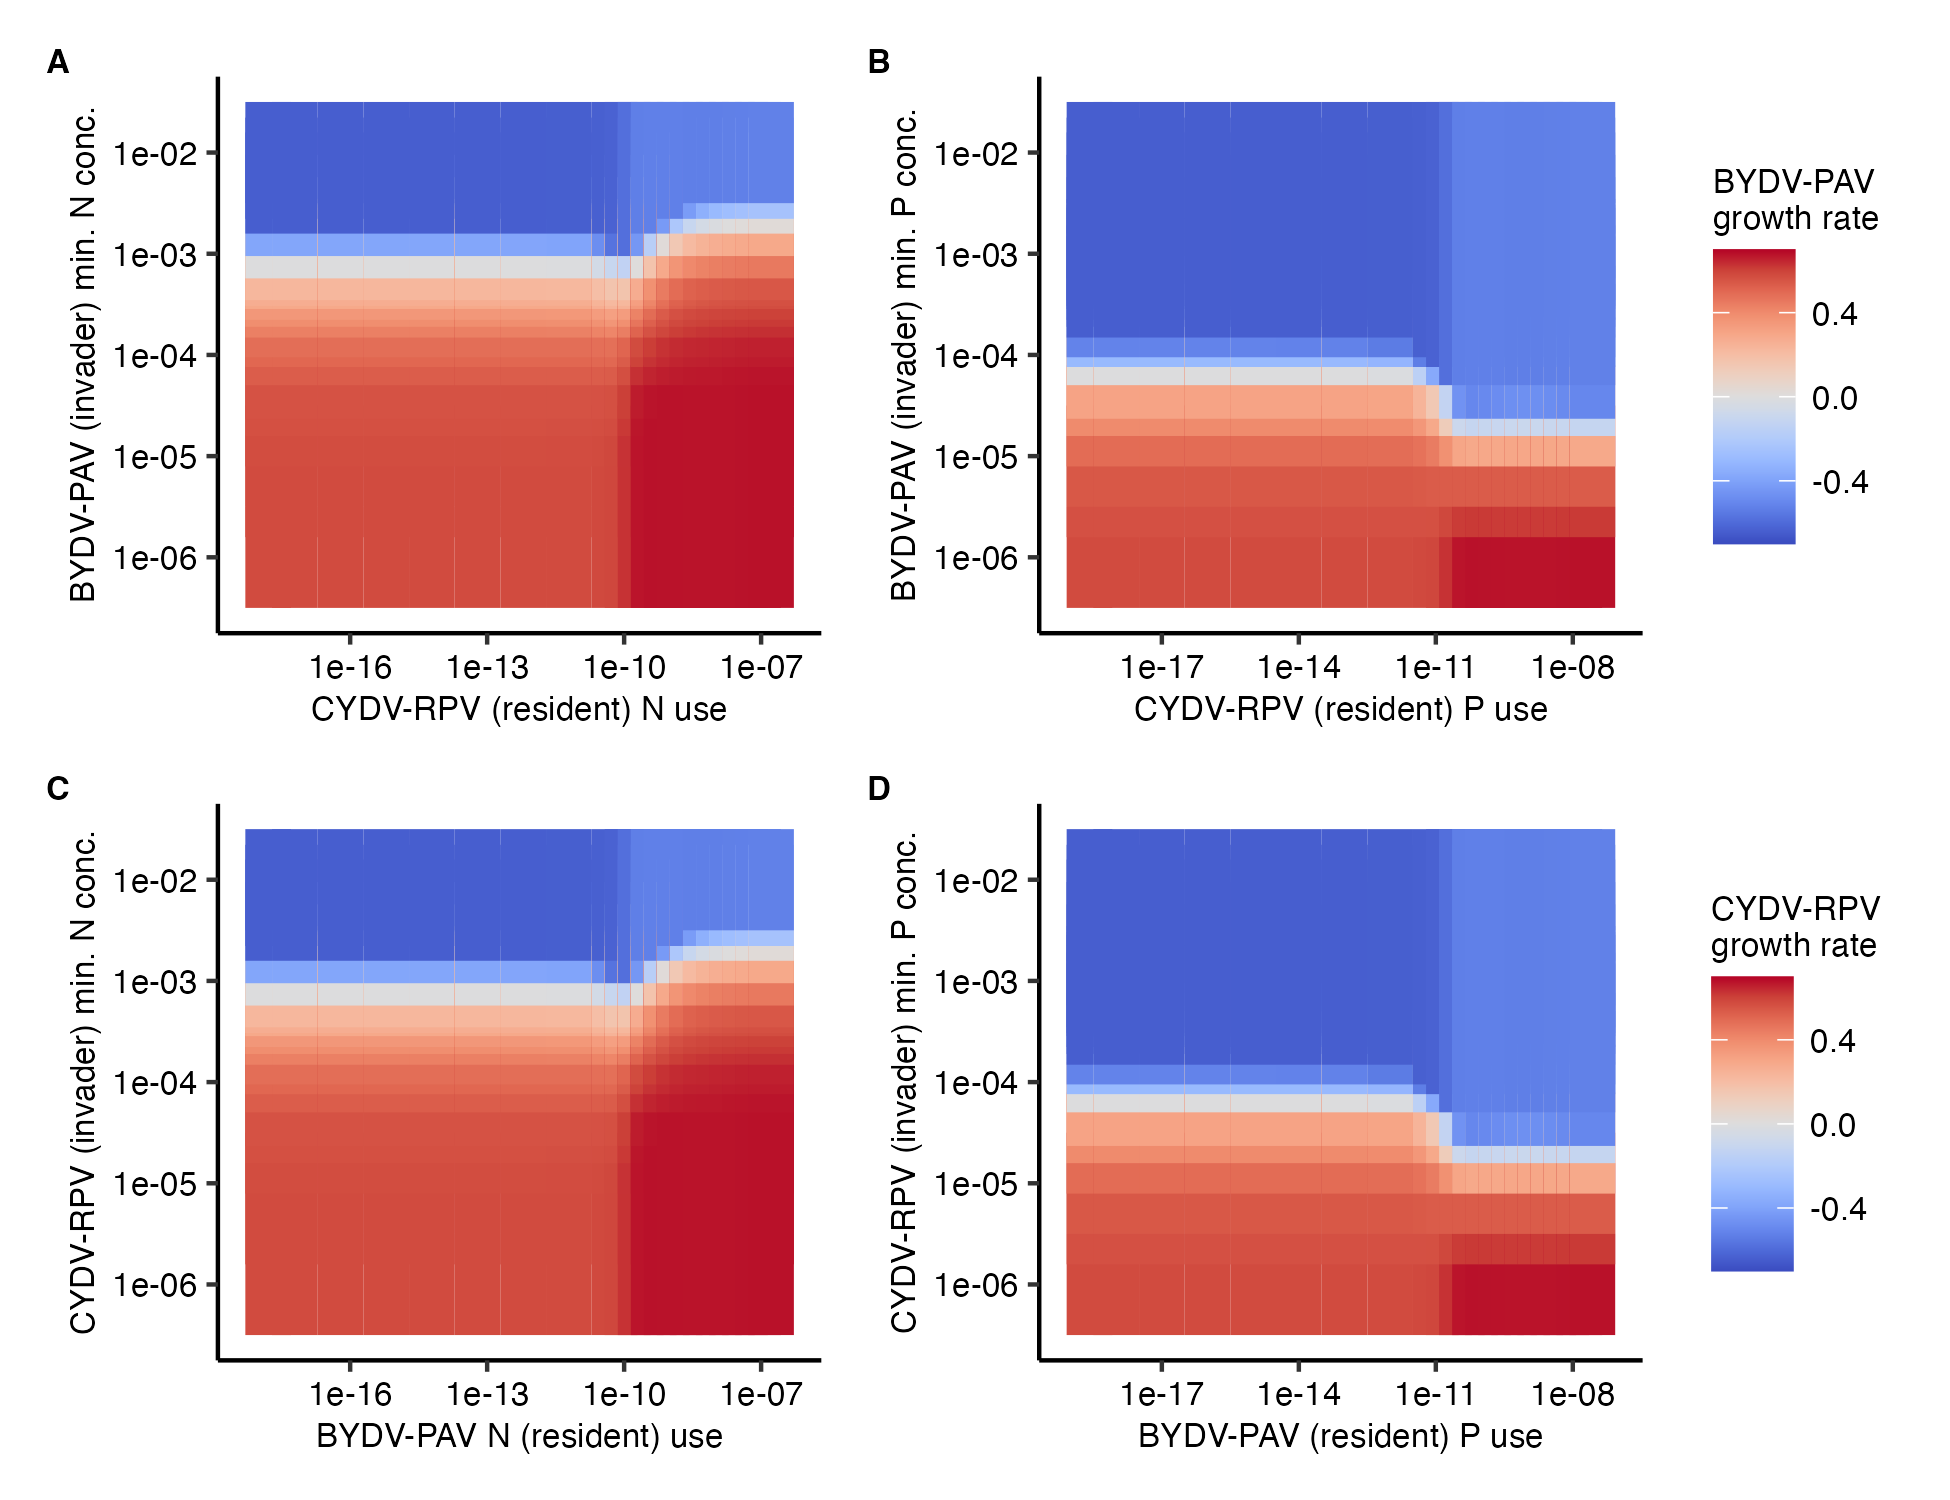 A
BYDV-PAV (invader) min. N conc.
1e-02
1e-03
1e-04
1e-05
1e-06
1e-16
1e-13
1e-10
1e-07
CYDV-RPV (resident) N use
B
BYDV-PAV (invader) min. P conc.
1e-02
1e-03
1e-04
1e-05
1e-06
1e-17
1e-14
1e-11
1e-08
CYDV-RPV (resident) P use
BYDV-PAV
growth rate
0.4
0.0
-0.4
C
CYDV-RPV (invader) min. N conc.
1e-02
1e-03
1e-04
1e-05
1e-06
1e-16
1e-13
1e-10
1e-07
BYDV-PAV N (resident) use
D
CYDV-RPV (invader) min. P conc.
1e-02
1e-03
1e-04
1e-05
1e-06
1e-17
1e-14
1e-11
1e-08
BYDV-PAV (resident) P use
CYDV-RPV
growth rate
0.4
0.0
-0.4